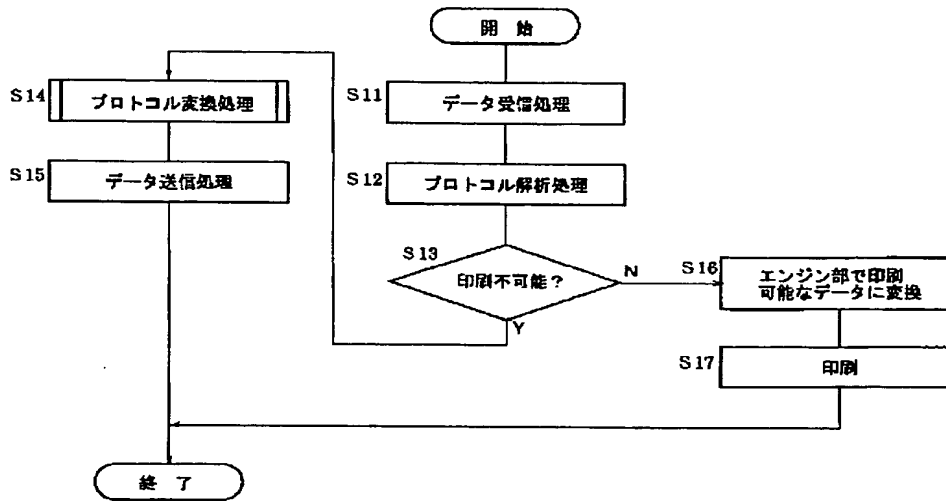 開始
S11
データ受信処理
S12
プロトコル解析処理
S13
印刷不可能?
Y
N
S14
プロトコル変換処理
S15
データ送信処理
S16
エンジン部で印刷
可能なデータに変換
S17
印刷
終了